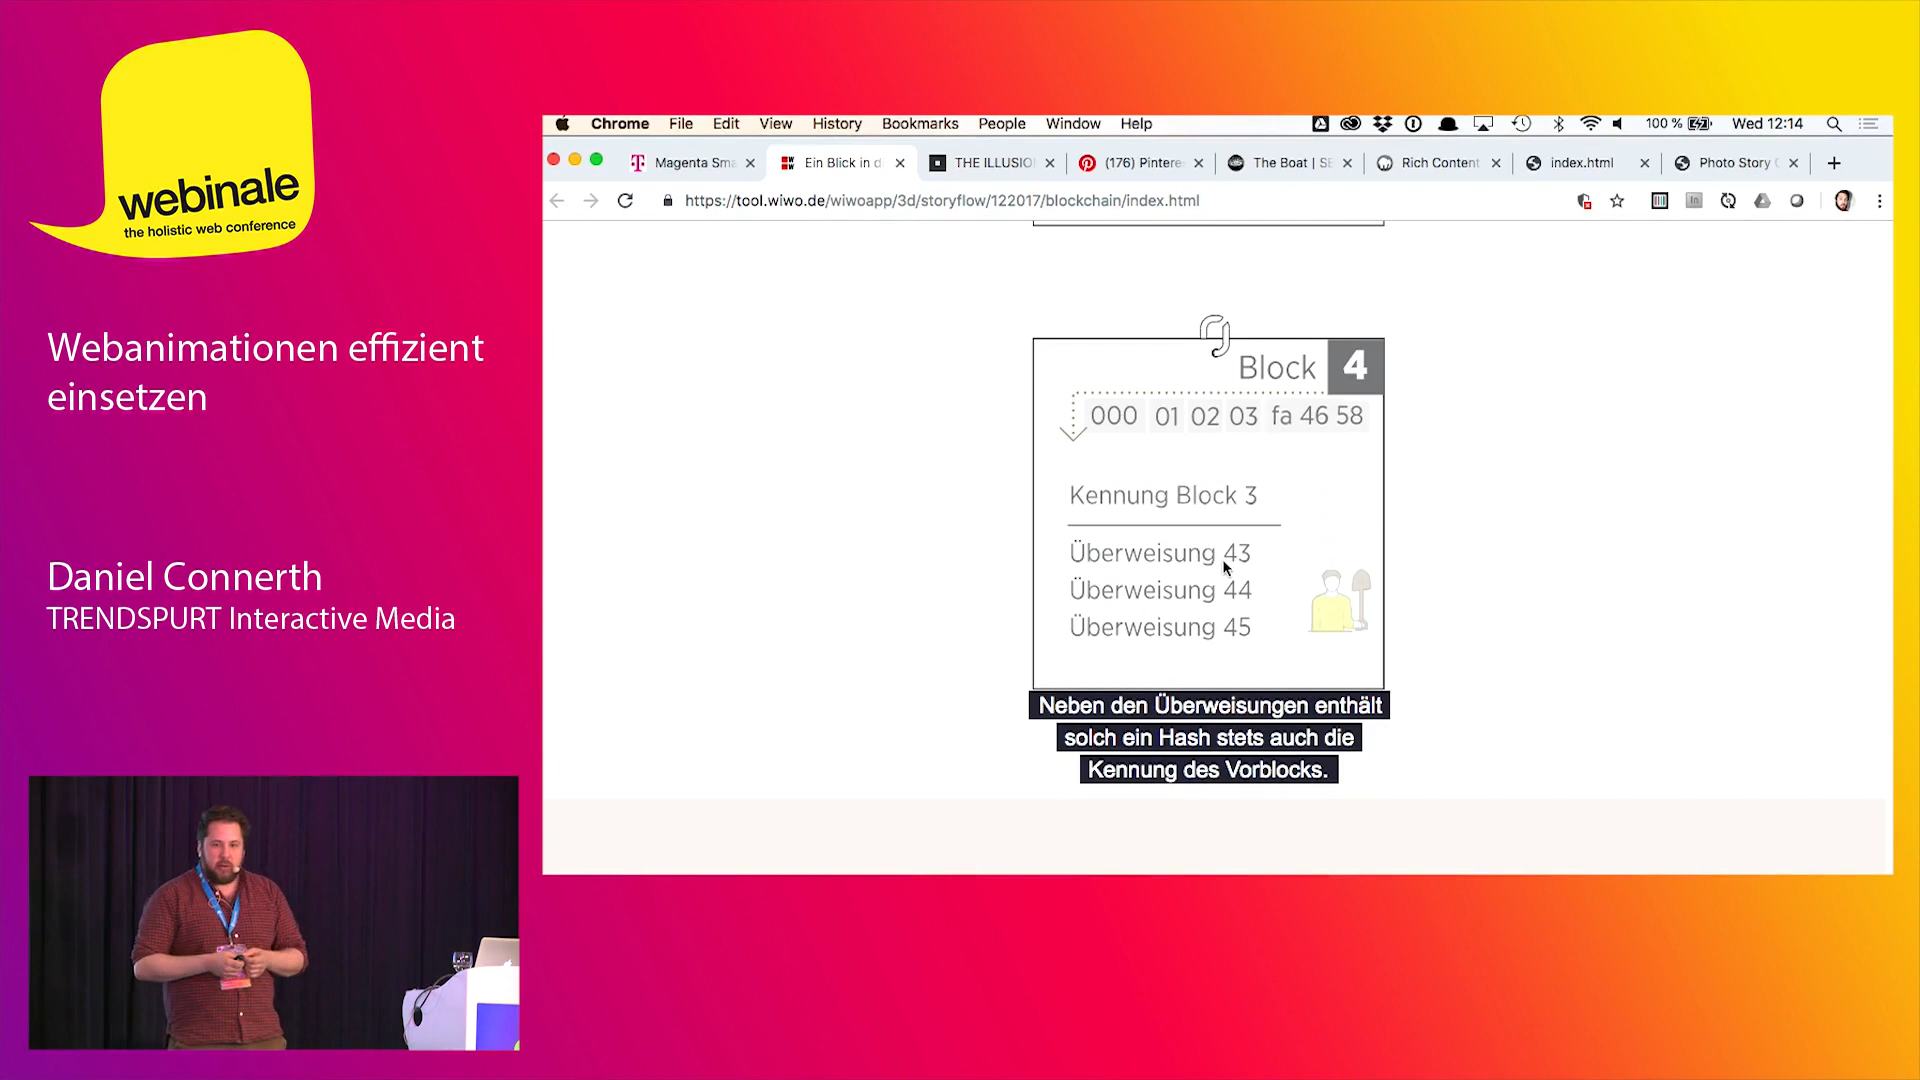 webinale
the holistic web conference
Webanimationen effizient
einsetzen
Daniel Connerth
TRENDSPURT Interactive Media
Chrome File Edit View History Bookmarks People Window Help 100 % Wed 12:14
Magenta Sma Ein Blick in d THE ILLUSIO (176) Pintere The Boat | SB Rich Content index.html Photo Story
https://tool.wiwo.de/wiwoapp/3d/storyflow/122017/blockchain/index.html
Block 4
000 01 02 03 fa 46 58
Kennung Block 3
Überweisung 43
Überweisung 44
Überweisung 45
Neben den Überweisungen enthält
solch ein Hash stets auch die
Kennung des Vorblocks.